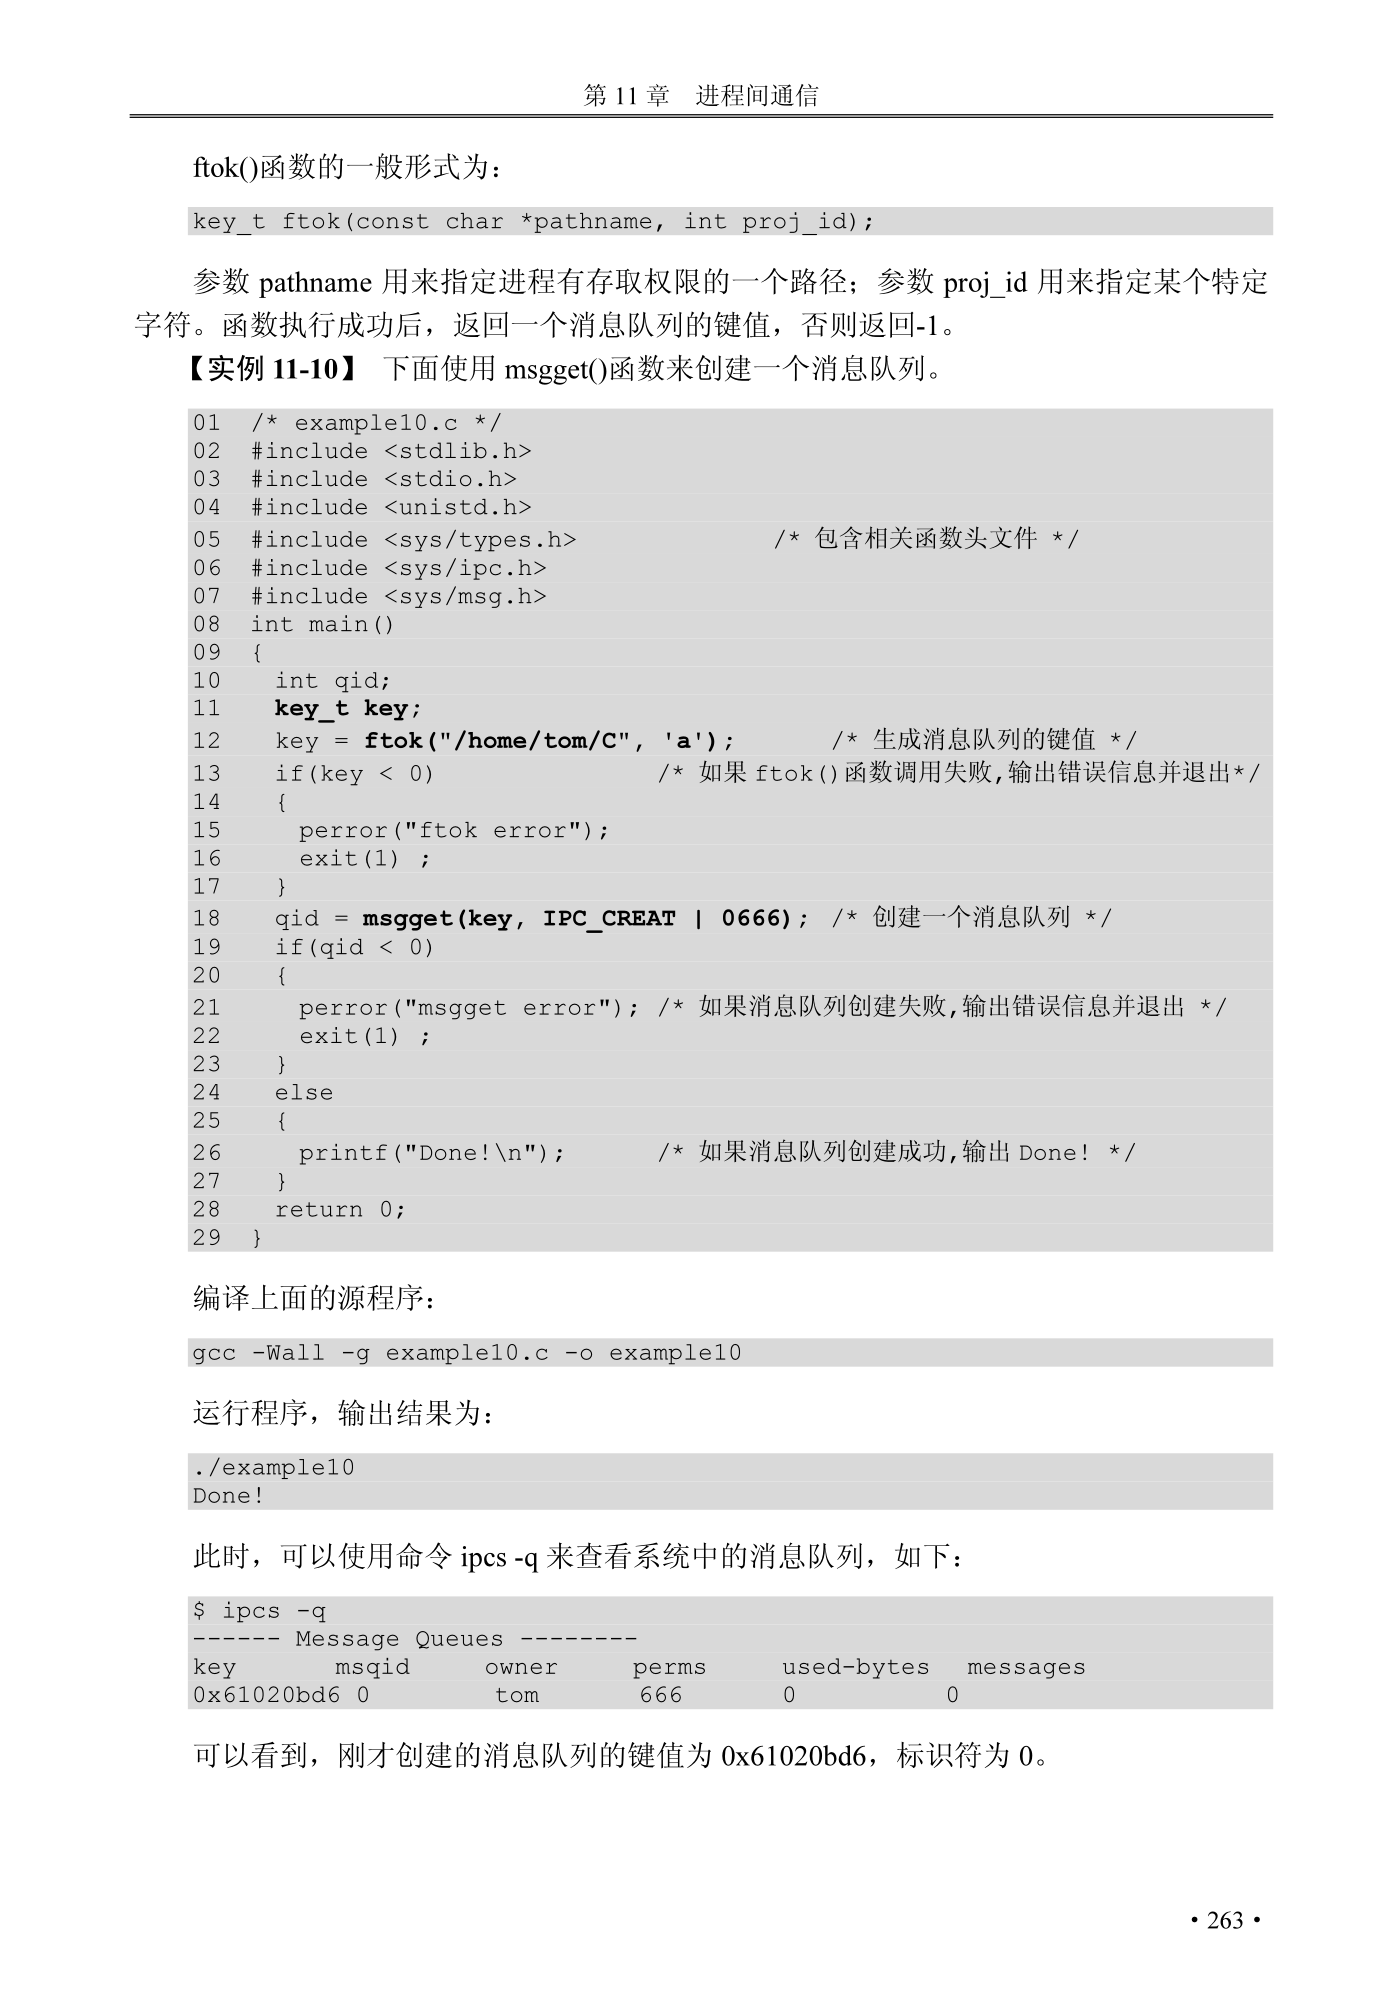 第 11 章　进程间通信
ftok()函数的一般形式为：
key_t ftok(const char *pathname, int proj_id);
参数 pathname 用来指定进程有存取权限的一个路径；参数 proj_id 用来指定某个特定
字符。函数执行成功后，返回一个消息队列的键值，否则返回-1。
【实例 11-10】 下面使用 msgget()函数来创建一个消息队列。
01  /* example10.c */
02  #include <stdlib.h>
03  #include <stdio.h>
04  #include <unistd.h>
05  #include <sys/types.h>             /* 包含相关函数头文件 */
06  #include <sys/ipc.h>
07  #include <sys/msg.h>
08  int main()
09  {
10    int qid;
11    key_t key;
12    key = ftok("/home/tom/C", 'a');       /* 生成消息队列的键值 */
13    if(key < 0)               /* 如果 ftok()函数调用失败,输出错误信息并退出*/
14    {
15      perror("ftok error");
16      exit(1) ;
17    }
18    qid = msgget(key, IPC_CREAT | 0666);  /* 创建一个消息队列 */
19    if(qid < 0)
20    {
21      perror("msgget error"); /* 如果消息队列创建失败,输出错误信息并退出 */
22      exit(1) ;
23    }
24    else
25    {
26      printf("Done!\n");      /* 如果消息队列创建成功,输出 Done! */
27    }
28    return 0;
29  }
编译上面的源程序：
gcc -Wall -g example10.c -o example10
运行程序，输出结果为：
./example10
Done!
此时，可以使用命令 ipcs -q 来查看系统中的消息队列，如下：
$ ipcs -q
------ Message Queues --------
key       msqid     owner     perms     used-bytes   messages
0x61020bd6 0         tom       666       0          0
可以看到，刚才创建的消息队列的键值为 0x61020bd6，标识符为 0。
• 263 •